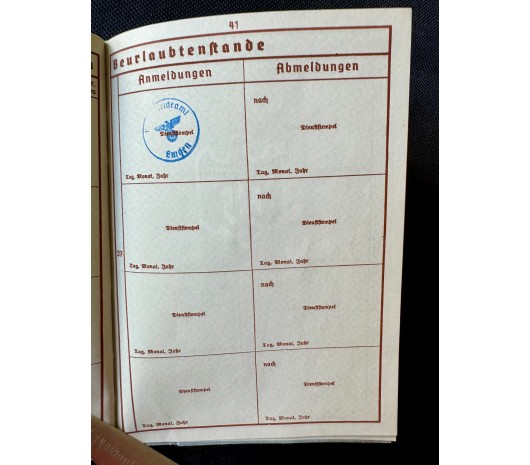 41
Beurlaubtenstande
Anmeldungen Abmeldungen
Dienststempel
Tag, Monat, Jahr
nach
Dienststempel
Tag, Monat, Jahr
Dienststempel
Tag, Monat, Jahr
nach
Dienststempel
Tag, Monat, Jahr
Dienststempel
Tag, Monat, Jahr
nach
Dienststempel
Tag, Monat, Jahr
Dienststempel
Tag, Monat, Jahr
nach
Dienststempel
Tag, Monat, Jahr